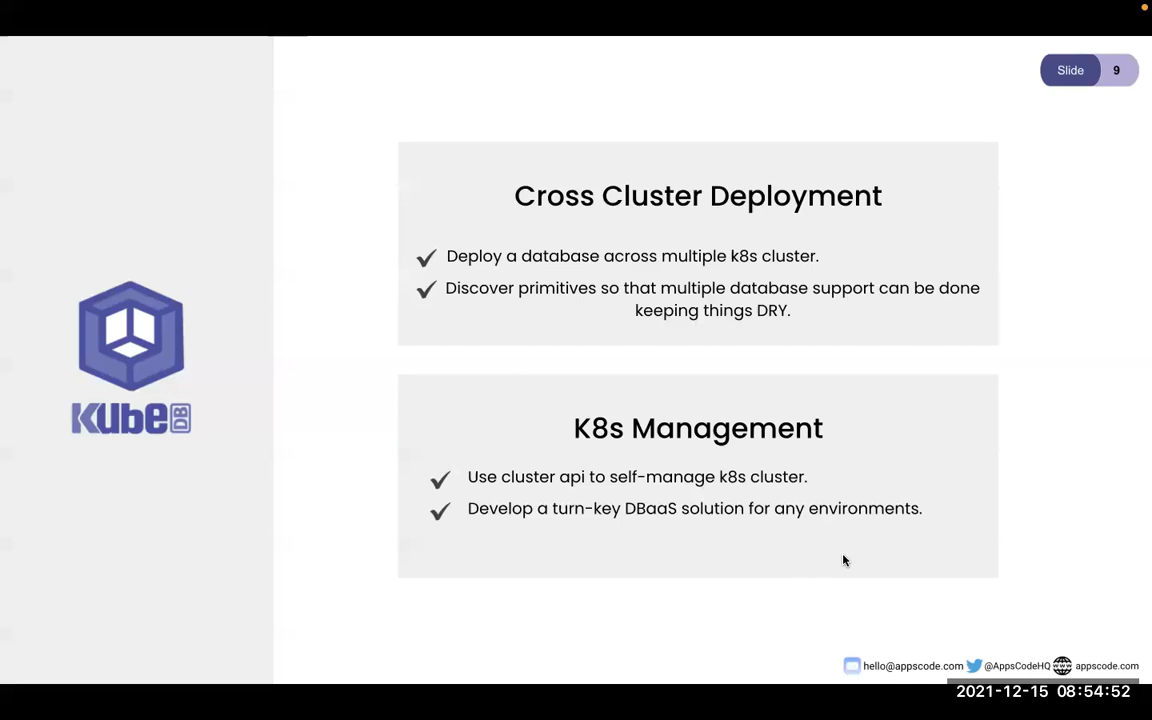 Slide 9
Cross Cluster Deployment
Deploy a database across multiple k8s cluster.
Discover primitives so that multiple database support can be done
keeping things DRY.
KubeDB
K8s Management
Use cluster api to self-manage k8s cluster.
Develop a turn-key DBaaS solution for any environments.
hello@appscode.com @AppsCodeHQ www appscode.com
2021-12-15 08:54:52